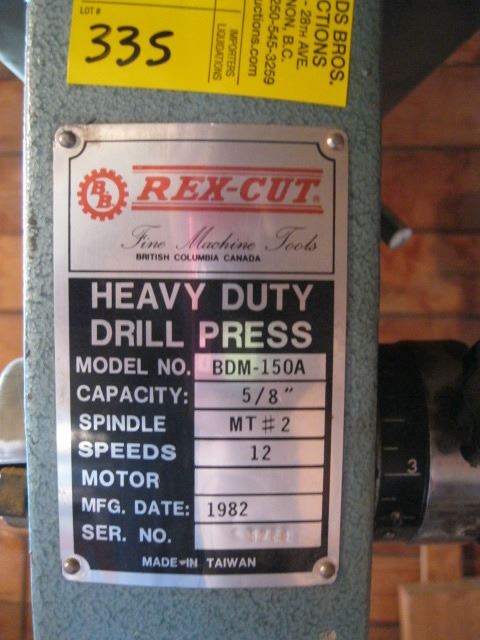 LOT #
335
IMPORTERS
LIQUIDATIONS
DS BROS.
CTIONS
- 28TH AVE.
NON, B.C.
250-545-3259
uctions.com
BB
REX-CUT®
Fine Machine Tools
BRITISH COLUMBIA CANADA
HEAVY DUTY
DRILL PRESS
MODEL NO. BDM-150A
CAPACITY: 5/8"
SPINDLE MT#2
SPEEDS 12
MOTOR
MFG. DATE: 1982
SER. NO.
MADE IN TAIWAN
3